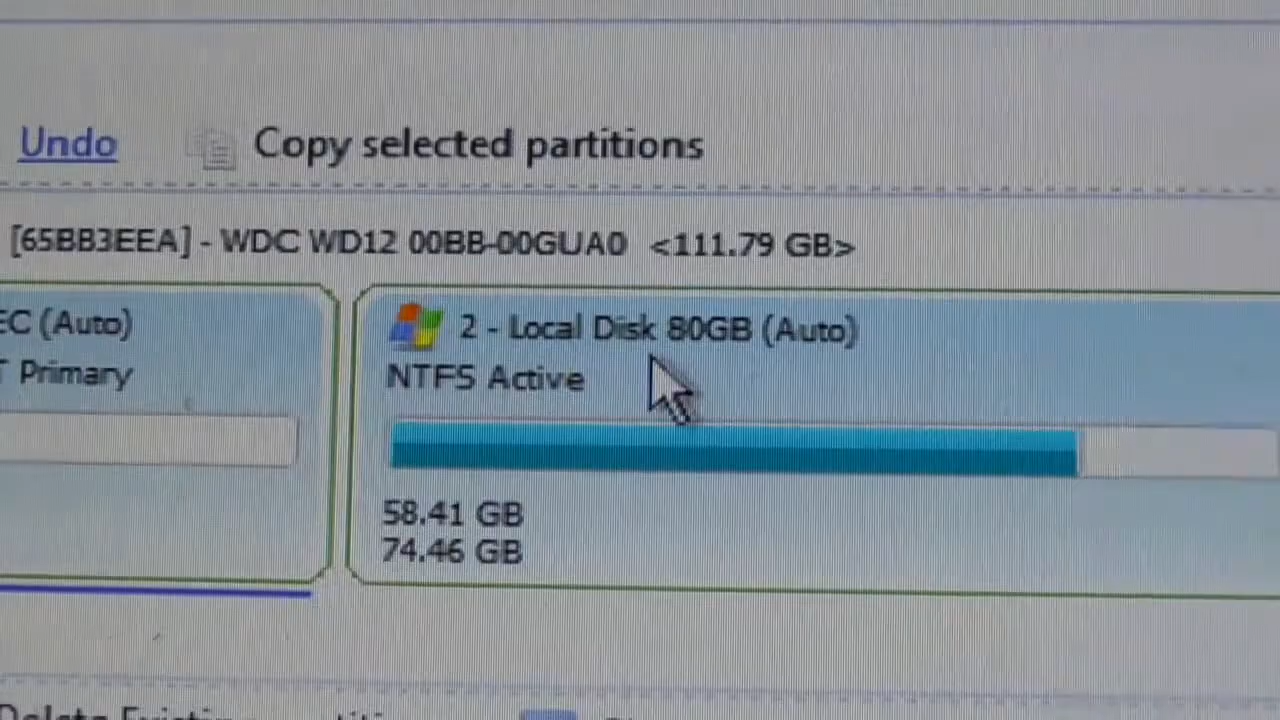 Undo Copy selected partitions
[65BB3EEA] - WDC WD12 00BB-00GUA0 <111.79 GB>
EC (Auto)
2 - Local Disk 80GB (Auto)
T Primary
NTFS Active
58.41 GB
74.46 GB
Delete